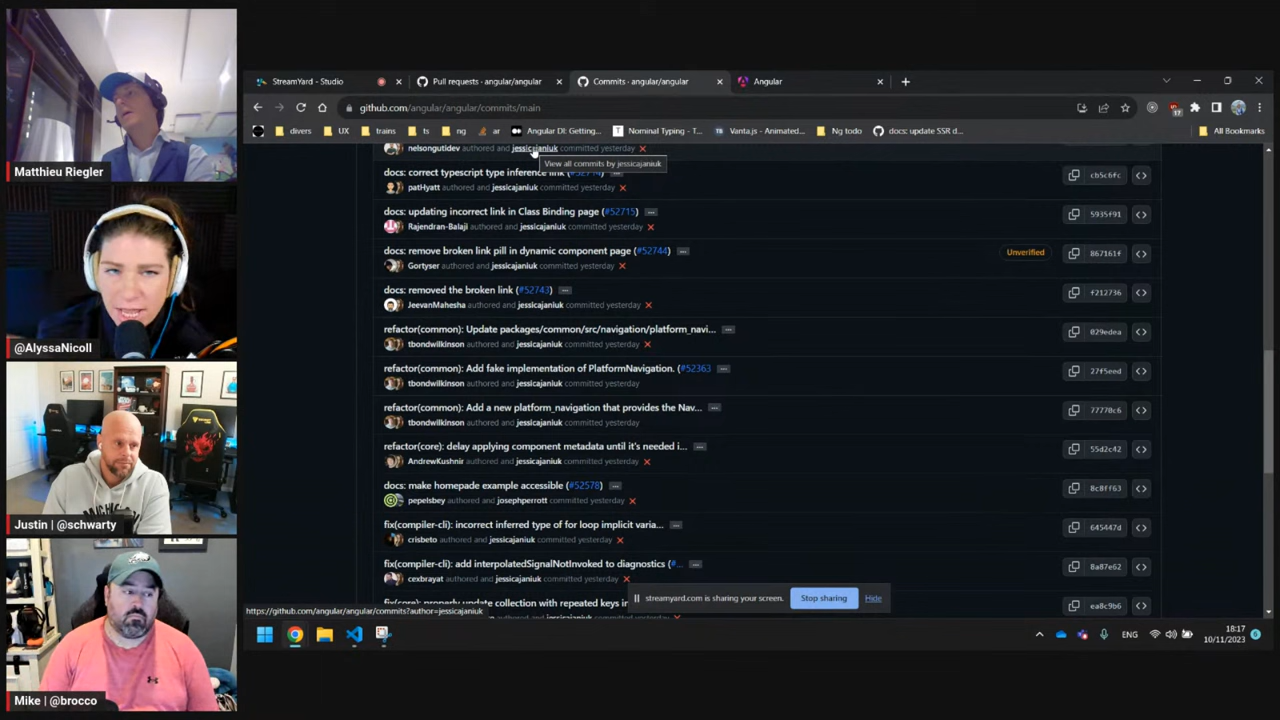 Matthieu Riegler
@AlyssaNicoll
Justin | @schwarty
Mike | @brocco
StreamYard - Studio
Pull requests · angular/angular
Commits · angular/angular
Angular
github.com/angular/angular/commits/main
divers
UX
trains
ts
ng
ar
Angular DI: Getting...
Nominal Typing - T...
Vanta.js - Animated...
Ng todo
docs: update SSR d...
All Bookmarks
nelsongutidev authored and jessicajaniuk committed yesterday
View all commits by jessicajaniuk
docs: correct typescript type inference link (#52714)
patHyatt authored and jessicajaniuk committed yesterday
cb5c6fc
docs: updating incorrect link in Class Binding page (#52715)
Rajendran-Balaji authored and jessicajaniuk committed yesterday
5935f91
docs: remove broken link pill in dynamic component page (#52744)
Gortyser authored and jessicajaniuk committed yesterday
Unverified
867161f
docs: removed the broken link (#52743)
JeevanMahesha authored and jessicajaniuk committed yesterday
f212736
refactor(common): Update packages/common/src/navigation/platform_navi...
tbondwilkinson authored and jessicajaniuk committed yesterday
029edea
refactor(common): Add fake implementation of PlatformNavigation. (#52363
tbondwilkinson authored and jessicajaniuk committed yesterday
27f5eed
refactor(common): Add a new platform_navigation that provides the Nav...
tbondwilkinson authored and jessicajaniuk committed yesterday
77770c6
refactor(core): delay applying component metadata until it's needed i...
AndrewKushnir authored and jessicajaniuk committed yesterday
55d2c42
docs: make homepade example accessible (#52578)
pepelsbey authored and josephperrott committed yesterday
8c8ff63
fix(compiler-cli): incorrect inferred type of for loop implicit varia...
crisbeto authored and jessicajaniuk committed yesterday
645447d
fix(compiler-cli): add interpolatedSignalNotInvoked to diagnostics (#...
cexbrayat authored and jessicajaniuk committed yesterday
8a87e62
fix(core): properly update collection with repeated keys in
ea8c9b6
streamyard.com is sharing your screen.
Stop sharing
Hide
https://github.com/angular/angular/commits?author=jessicajaniuk
ENG
18:17
10/11/2023